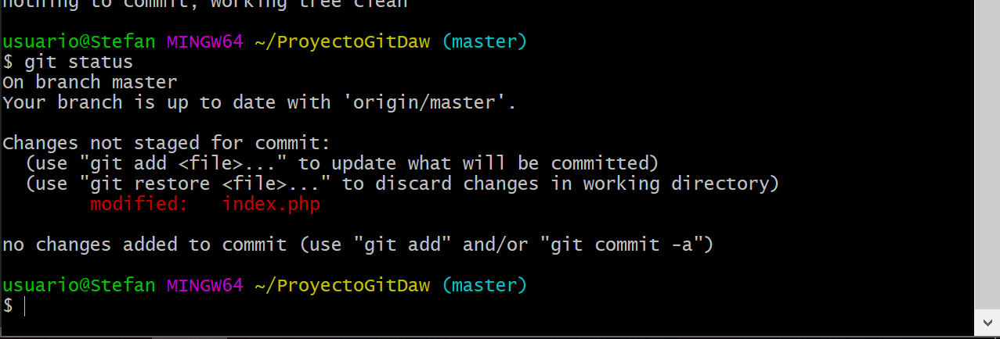 nothing to commit, working tree clean
usuario@Stefan MINGW64 ~/ProyectoGitDaw (master)
$ git status
On branch master
Your branch is up to date with 'origin/master'.
Changes not staged for commit:
  (use "git add <file>..." to update what will be committed)
  (use "git restore <file>..." to discard changes in working directory)
        modified:   index.php
no changes added to commit (use "git add" and/or "git commit -a")
usuario@Stefan MINGW64 ~/ProyectoGitDaw (master)
$